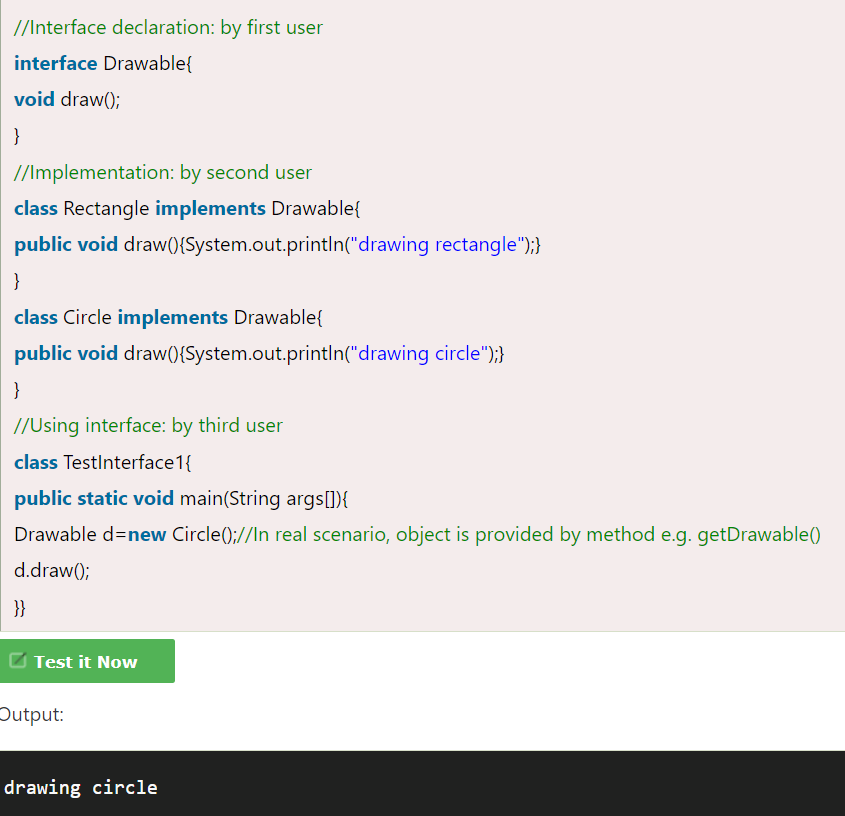 //Interface declaration: by first user
interface Drawable{
void draw();
}
//Implementation: by second user
class Rectangle implements Drawable{
public void draw(){System.out.println("drawing rectangle");}
}
class Circle implements Drawable{
public void draw(){System.out.println("drawing circle");}
}
//Using interface: by third user
class TestInterface1{
public static void main(String args[]){
Drawable d=new Circle();//In real scenario, object is provided by method e.g. getDrawable()
d.draw();
}}
Test it Now
Output:
drawing circle